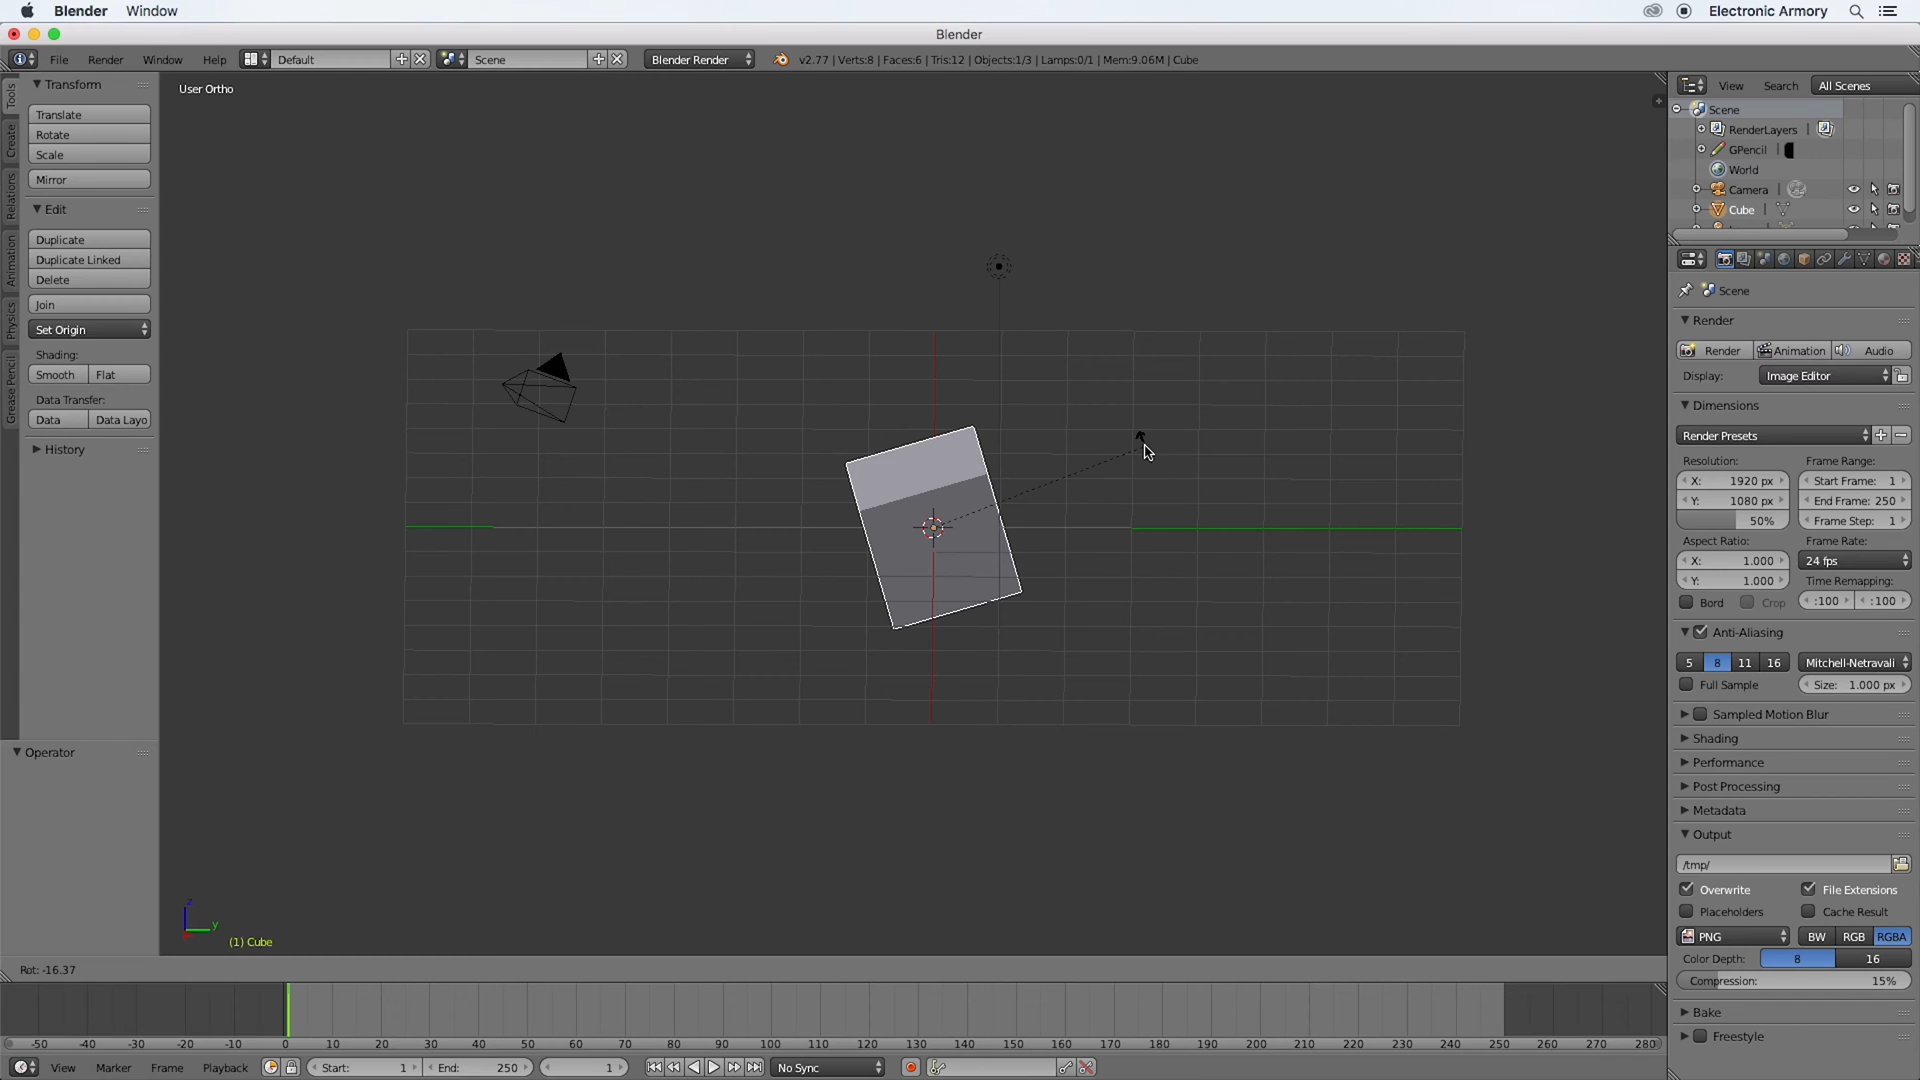 Blender Window Electronic Armory
Blender
File Render Window Help Default Scene Blender Render v2.77 | Verts:8 | Faces:6 | Tris:12 | Objects:1/3 | Lamps:0/1 | Mem:9.06M | Cube
Tools
Create
Relations
Animation
Physics
Grease Pencil
Transform
Translate
Rotate
Scale
Mirror
Edit
Duplicate
Duplicate Linked
Delete
Join
Set Origin
Shading:
Smooth Flat
Data Transfer:
Data Data Layo
History
Operator
User Ortho
z
y
(1) Cube
View Search All Scenes
Scene
RenderLayers
GPencil
World
Camera
Cube
Scene
Render
Render Animation Audio
Display: Image Editor
Dimensions
Render Presets
Resolution: Frame Range:
X: 1920 px Start Frame: 1
Y: 1080 px End Frame: 250
50% Frame Step: 1
Aspect Ratio: Frame Rate:
X: 1.000 24 fps
Y: 1.000 Time Remapping:
Bord Crop :100 :100
Anti-Aliasing
5 8 11 16 Mitchell-Netravali
Full Sample Size: 1.000 px
Sampled Motion Blur
Shading
Performance
Post Processing
Metadata
Output
/tmp/
Overwrite File Extensions
Placeholders Cache Result
PNG BW RGB RGBA
Color Depth: 8 16
Compression: 15%
Bake
Freestyle
Rot: -16.37
-50 -40 -30 -20 -10 0 10 20 30 40 50 60 70 80 90 100 110 120 130 140 150 160 170 180 190 200 210 220 230 240 250 260 270 280
View Marker Frame Playback Start: 1 End: 250 1 No Sync